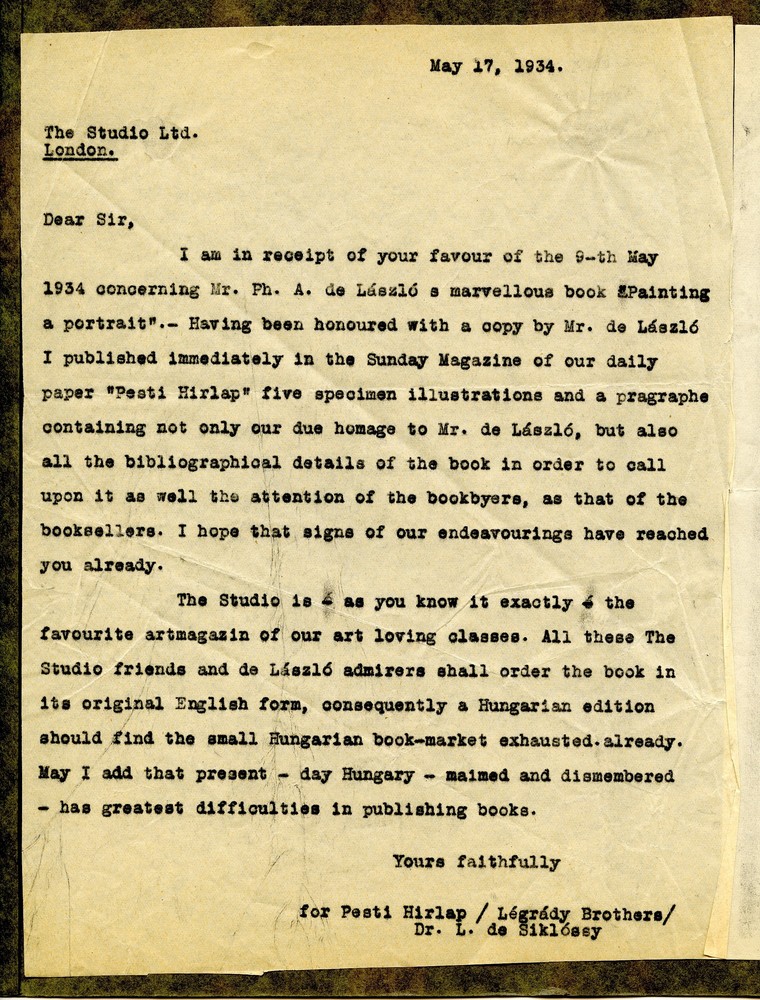 May 17, 1934.
The Studio Ltd.
London.
Dear Sir,
I am in receipt of your favour of the 9-th May
1934 concerning Mr. Ph. A. de László s marvellous book "Painting
a portrait".- Having been honoured with a copy by Mr. de László
I published immediately in the Sunday Magazine of our daily
paper "Pesti Hirlap" five specimen illustrations and a pragraphe
containing not only our due homage to Mr. de László, but also
all the bibliographical details of the book in order to call
upon it as well the attention of the bookbyers, as that of the
booksellers. I hope that signs of our endeavourings have reached
you already.
The Studio is - as you know it exactly - the
favourite artmagazin of our art loving classes. All these The
Studio friends and de László admirers shall order the book in
its original English form, consequently a Hungarian edition
should find the small Hungarian book-market exhausted.already.
May I add that present - day Hungary - maimed and dismembered
- has greatest difficulties in publishing books.
Yours faithfully
for Pesti Hirlap / Légrády Brothers/
Dr. L. de Siklóssy